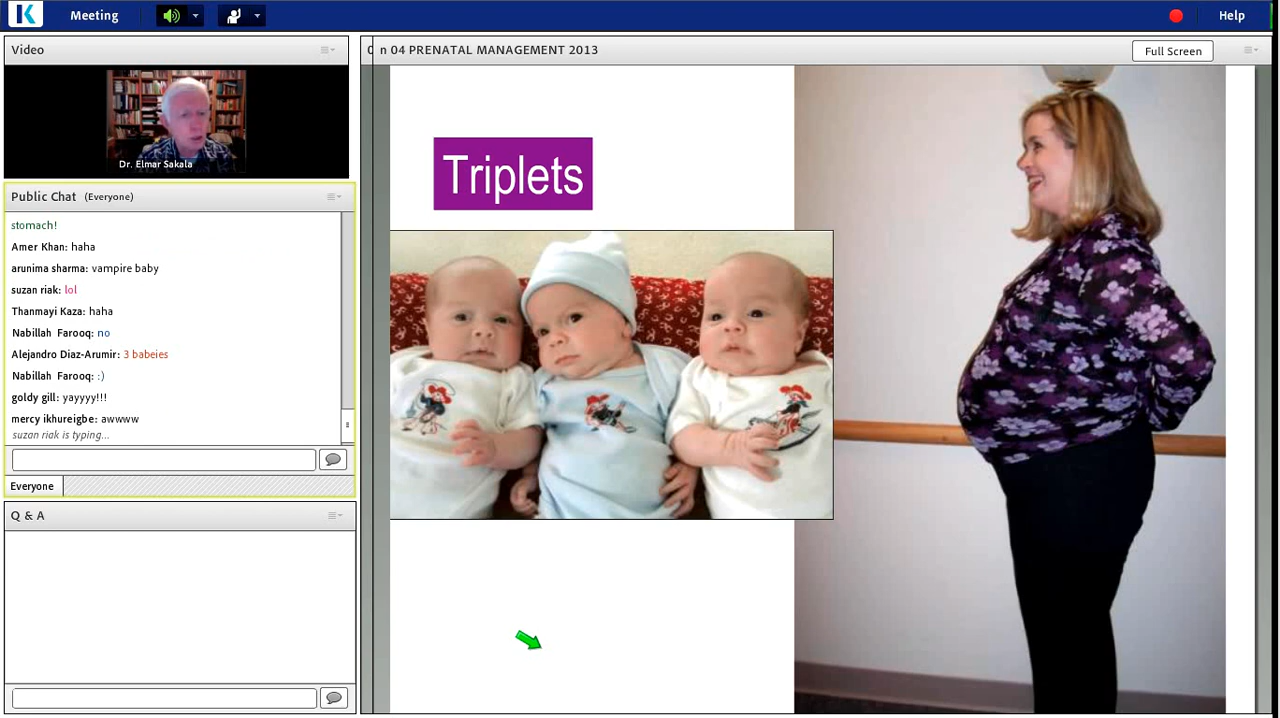 K
Meeting
Help
Video
Dr. Elmar Sakala
Public Chat (Everyone)
stomach!
Amer Khan: haha
arunima sharma: vampire baby
suzan riak: lol
Thanmayi Kaza: haha
Nabillah Farooq: no
Alejandro Diaz-Arumir: 3 babeies
Nabillah Farooq: :)
goldy gill: yayyyy!!!
mercy ikhureigbe: awwww
suzan riak is typing...
Everyone
Q & A
n 04 PRENATAL MANAGEMENT 2013
Full Screen
Triplets